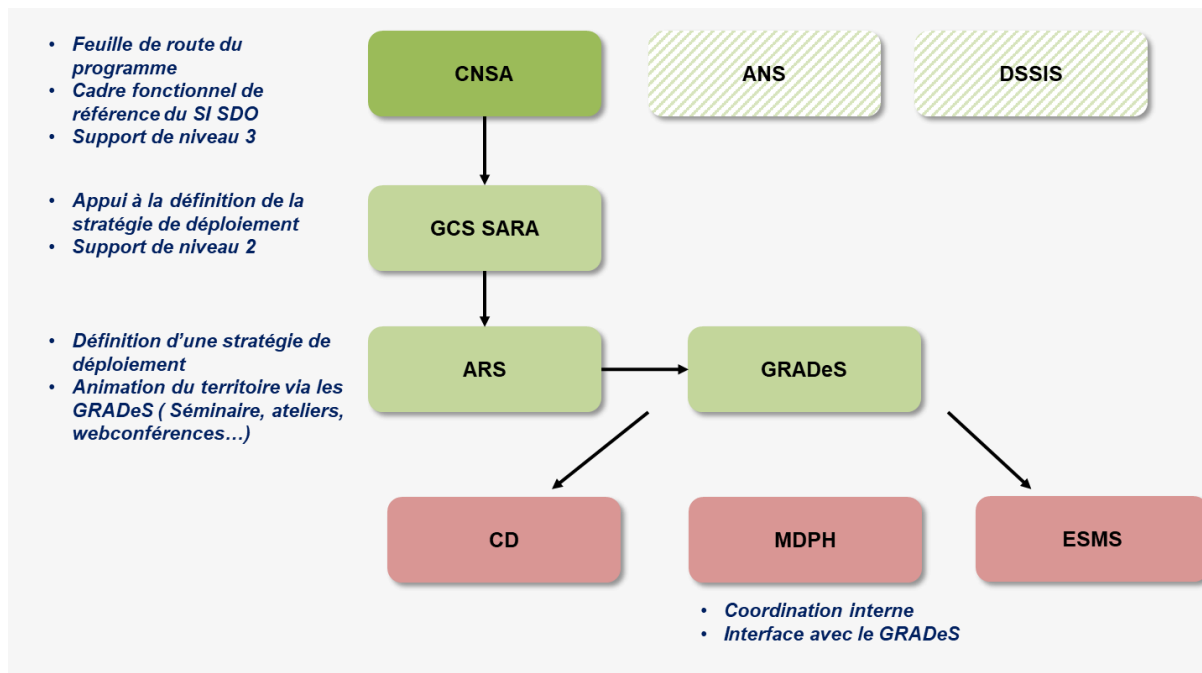 • Feuille de route du
programme
• Cadre fonctionnel de
référence du SI SDO
• Support de niveau 3
CNSA
ANS
DSSIS
• Appui à la définition de la
stratégie de déploiement
• Support de niveau 2
GCS SARA
• Définition d’une stratégie de
déploiement
• Animation du territoire via les
GRADeS ( Séminaire, ateliers,
webconférences…)
ARS
GRADeS
CD
MDPH
ESMS
• Coordination interne
• Interface avec le GRADeS